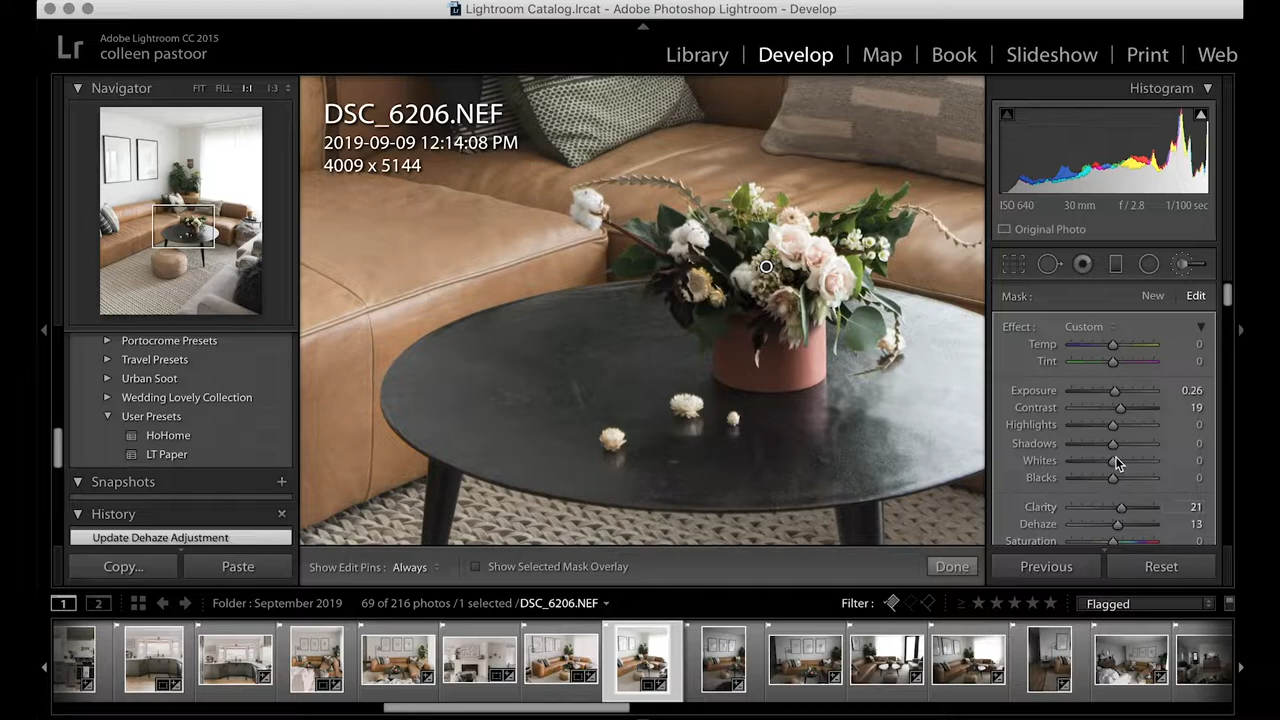 Lightroom Catalog.lrcat - Adobe Photoshop Lightroom - Develop
Lr
Adobe Lightroom CC 2015
colleen pastoor
Library | Develop | Map | Book | Slideshow | Print | Web
Navigator FIT FILL 1:1 1:3
Portocrome Presets
Travel Presets
Urban Soot
Wedding Lovely Collection
User Presets
HoHome
LT Paper
Snapshots +
History
Update Dehaze Adjustment
Copy... Paste
DSC_6206.NEF
2019-09-09 12:14:08 PM
4009 x 5144
Show Edit Pins : Always
Show Selected Mask Overlay
Done
Histogram
ISO 640 30 mm f / 2.8 1/100 sec
Original Photo
Mask : New Edit
Effect : Custom
Temp 0
Tint 0
Exposure 0.26
Contrast 19
Highlights 0
Shadows 0
Whites 0
Blacks 0
Clarity 21
Dehaze 13
Saturation 0
Previous Reset
1 2 Folder : September 2019 69 of 216 photos /1 selected /DSC_6206.NEF Filter : Flagged